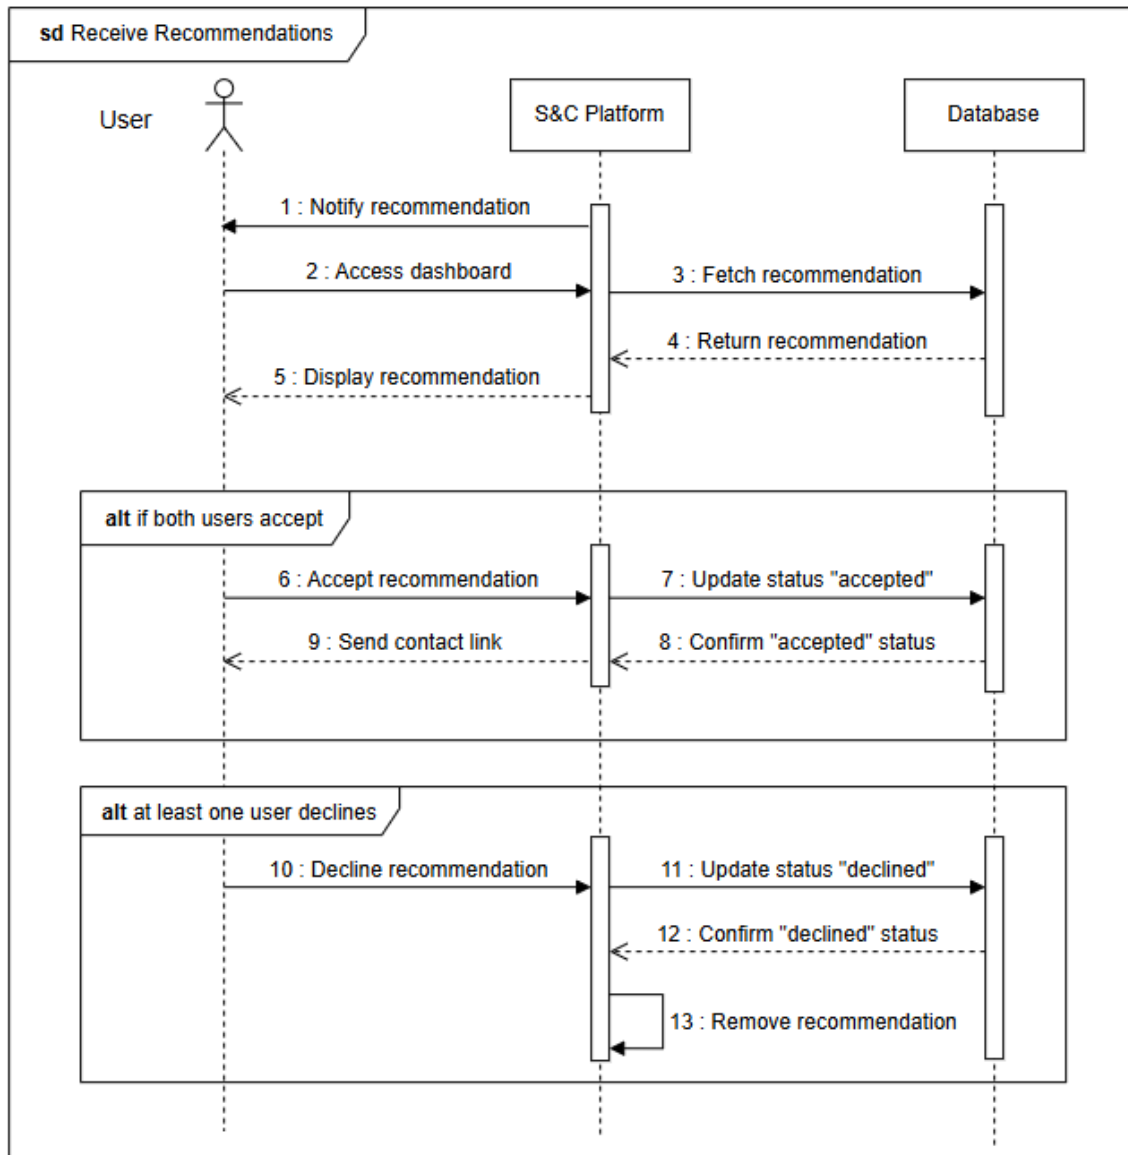 sd Receive Recommendations
User
S&C Platform
Database
1 : Notify recommendation
2 : Access dashboard
3 : Fetch recommendation
4 : Return recommendation
5 : Display recommendation
alt if both users accept
6 : Accept recommendation
7 : Update status "accepted"
9 : Send contact link
8 : Confirm "accepted" status
alt at least one user declines
10 : Decline recommendation
11 : Update status "declined"
12 : Confirm "declined" status
13 : Remove recommendation